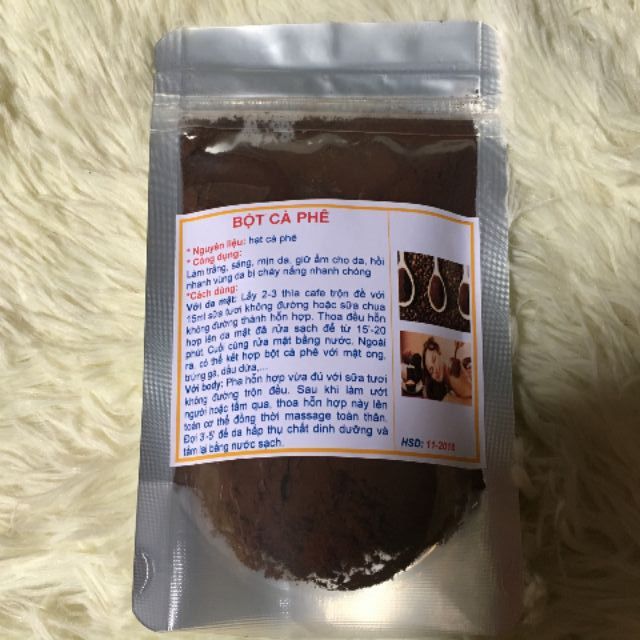 BỘT CÀ PHÊ
* Nguyên liệu: hạt cà phê
* Công dụng:
Làm trắng, sáng, mịn da, giữ ẩm cho da, hồi
nhanh vùng da bị cháy nắng nhanh chóng
*Cách dùng:
Với da mặt: Lấy 2-3 thìa cafe trộn đề với
15ml sữa tươi không đường hoặc sữa chua
không đường thành hỗn hợp. Thoa đều hỗn
hợp lên da mặt đã rửa sạch để từ 15'-20
phút. Cuối cùng rửa mặt bằng nước. Ngoài
ra, có thể kết hợp bột cà phê với mật ong,
trứng gà, dầu dừa,...
Với body: Pha hỗn hợp vừa đủ với sữa tươi
không đường trộn đều. Sau khi làm ướt
người hoặc tắm qua, thoa hỗn hợp này lên
toàn cơ thể đồng thời massage toàn thân.
Đợi 3-5' để da hấp thụ chất dinh dưỡng và
tắm lại bằng nước sạch.
HSD: 11-2018